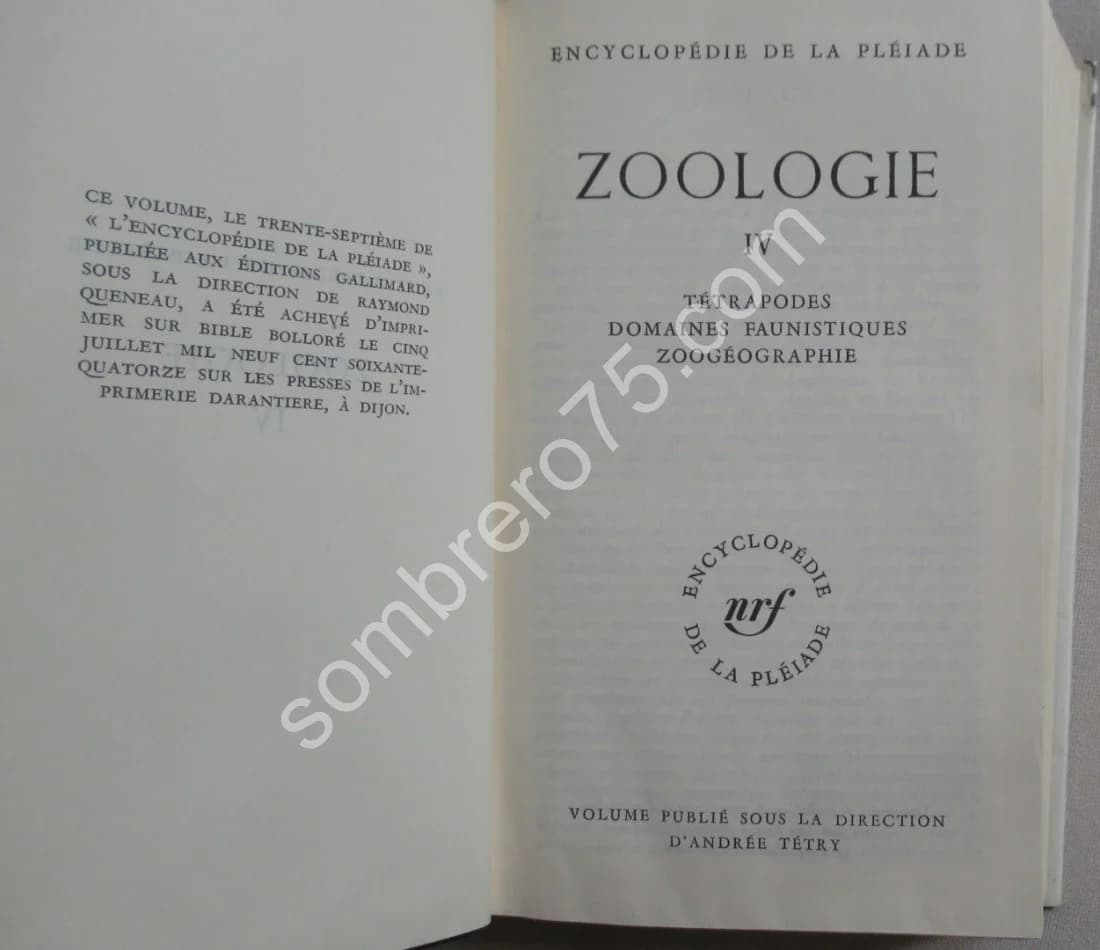 CE VOLUME, LE TRENTE-SEPTIÈME DE
« L'ENCYCLOPÉDIE DE LA PLÉIADE »,
PUBLIÉE AUX ÉDITIONS GALLIMARD,
SOUS LA DIRECTION DE RAYMOND
QUENEAU, A ÉTÉ ACHEVÉ D'IMPRI-
MER SUR BIBLE BOLLORÉ LE CINQ
JUILLET MIL NEUF CENT SOIXANTE-
QUATORZE SUR LES PRESSES DE L'IM-
PRIMERIE DARANTIERE, À DIJON.
ENCYCLOPÉDIE DE LA PLÉIADE
ZOOLOGIE
IV
TÉTRAPODES
DOMAINES FAUNISTIQUES
ZOOGÉOGRAPHIE
ENCYCLOPÉDIE
nrf
DE LA PLÉIADE
VOLUME PUBLIÉ SOUS LA DIRECTION
D'ANDRÉE TÉTRY
sombrero75.com